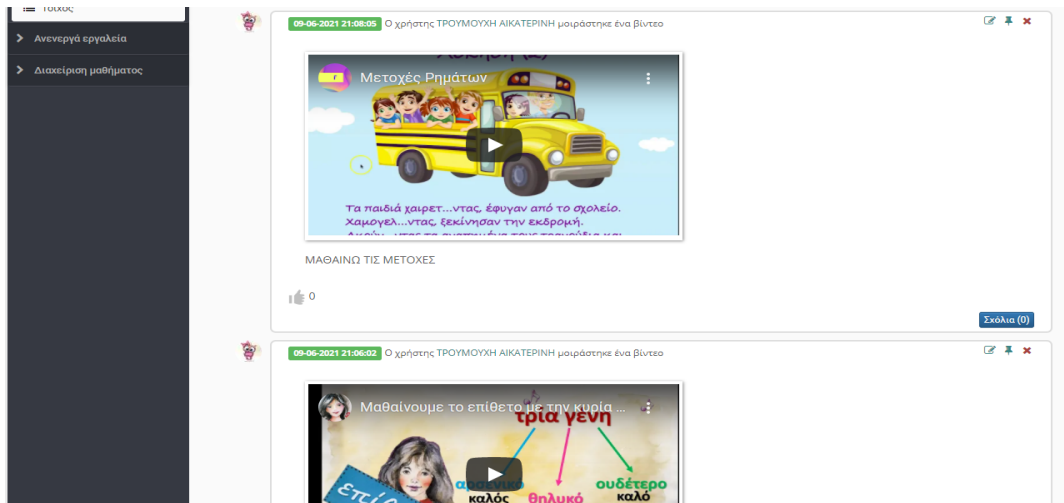 Τοίχος
Ανενεργά εργαλεία
Διαχείριση μαθήματος
09-06-2021 21:08:05 Ο χρήστης ΤΡΟΥΜΟΥΧΗ ΑΙΚΑΤΕΡΙΝΗ μοιράστηκε ένα βίντεο
Μετοχές Ρημάτων
Τα παιδιά χαιρετ...ντας, έφυγαν από το σχολείο.
Χαμογελ...ντας, ξεκίνησαν την εκδρομή.
ΜΑΘΑΙΝΩ ΤΙΣ ΜΕΤΟΧΕΣ
0
Σχόλια (0)
09-06-2021 21:06:02 Ο χρήστης ΤΡΟΥΜΟΥΧΗ ΑΙΚΑΤΕΡΙΝΗ μοιράστηκε ένα βίντεο
Μαθαίνουμε το επίθετο με την κυρία ...
τρία γένη
αρσενικό θηλυκό ουδέτερο
καλός καλό